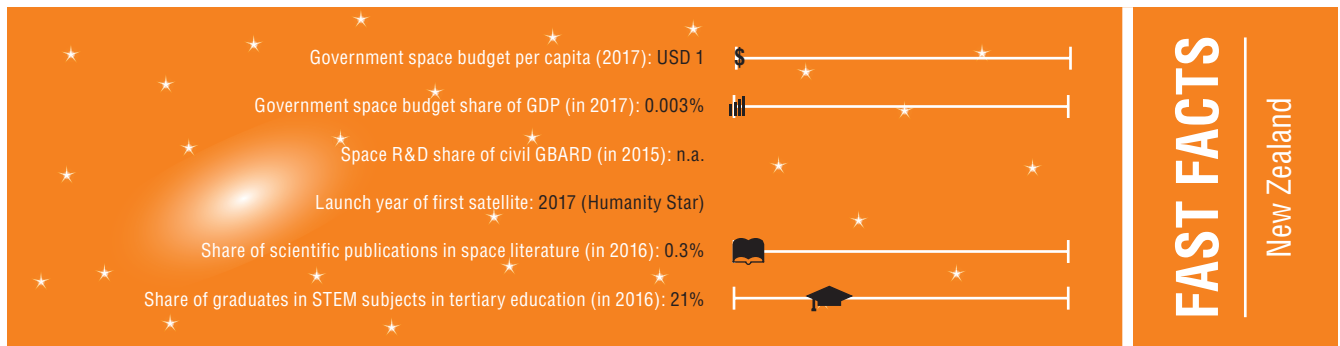 Government space budget per capita (2017): USD 1
$
Government space budget share of GDP (in 2017): 0.003%
Space R&D share of civil GBARD (in 2015): n.a.
Launch year of first satellite: 2017 (Humanity Star)
Share of scientific publications in space literature (in 2016): 0.3%
Share of graduates in STEM subjects in tertiary education (in 2016): 21%
FAST FACTS
New Zealand